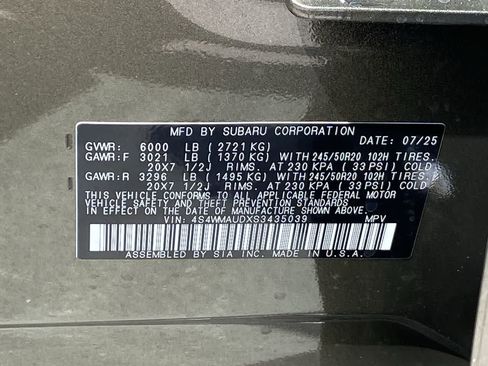 MFD BY SUBARU CORPORATION
GVWR: 6000 LB ( 2721 KG) DATE: 07/25
GAWR:F 3021 LB ( 1370 KG) WITH 245/50R20 102H TIRES,
20X7 1/2J RIMS, AT 230 KPA ( 33 PSI) COLD
GAWR:R 3296 LB ( 1495 KG) WITH 245/50R20 102H TIRES,
20X7 1/2J RIMS, AT 230 KPA ( 33 PSI) COLD
THIS VEHICLE CONFORMS TO ALL APPLICABLE FEDERAL MOTOR
VEHICLE SAFETY AND THEFT PREVENTION STANDARDS IN EFFECT ON THE
DATE OF MANUFACTURE SHOWN ABOVE.
VIN: 4S4WMAUDXS3435039 MPV
ASSEMBLED BY SIA INC. MADE IN U.S.A.